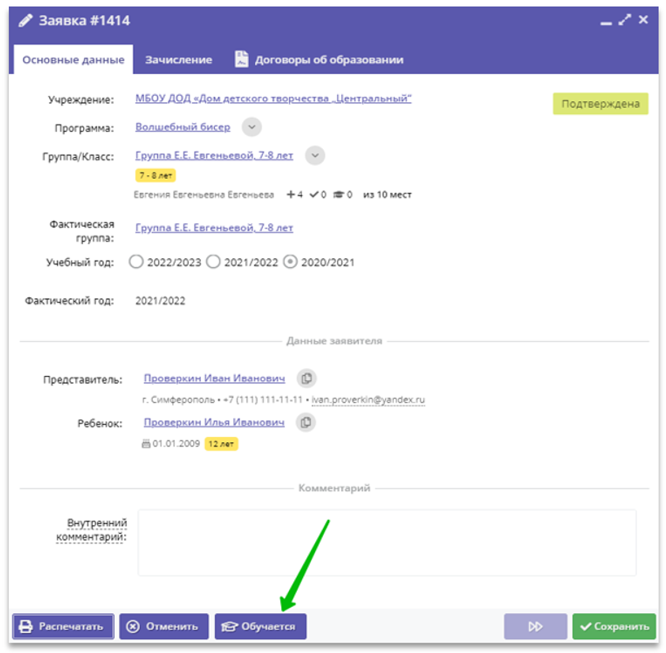 Заявка #1414
Основные данные Зачисление Договоры об образовании
Учреждение: МБОУ ДОД «Дом детского творчества „Центральный“ Подтверждена
Программа: Волшебный бисер
Группа/Класс: Группа Е.Е. Евгеньевой, 7-8 лет
7 - 8 лет
Евгения Евгеньевна Евгеньева +4 ✓0 0 из 10 мест
Фактическая группа: Группа Е.Е. Евгеньевой, 7-8 лет
Учебный год: 2022/2023 2021/2022 2020/2021
Фактический год: 2021/2022
Данные заявителя
Представитель: Проверкин Иван Иванович
г. Симферополь • +7 (111) 111-11-11 • ivan.proverkin@yandex.ru
Ребенок: Проверкин Илья Иванович
01.01.2009 12 лет
Комментарий
Внутренний комментарий:
Распечатать Отменить Обучается Сохранить